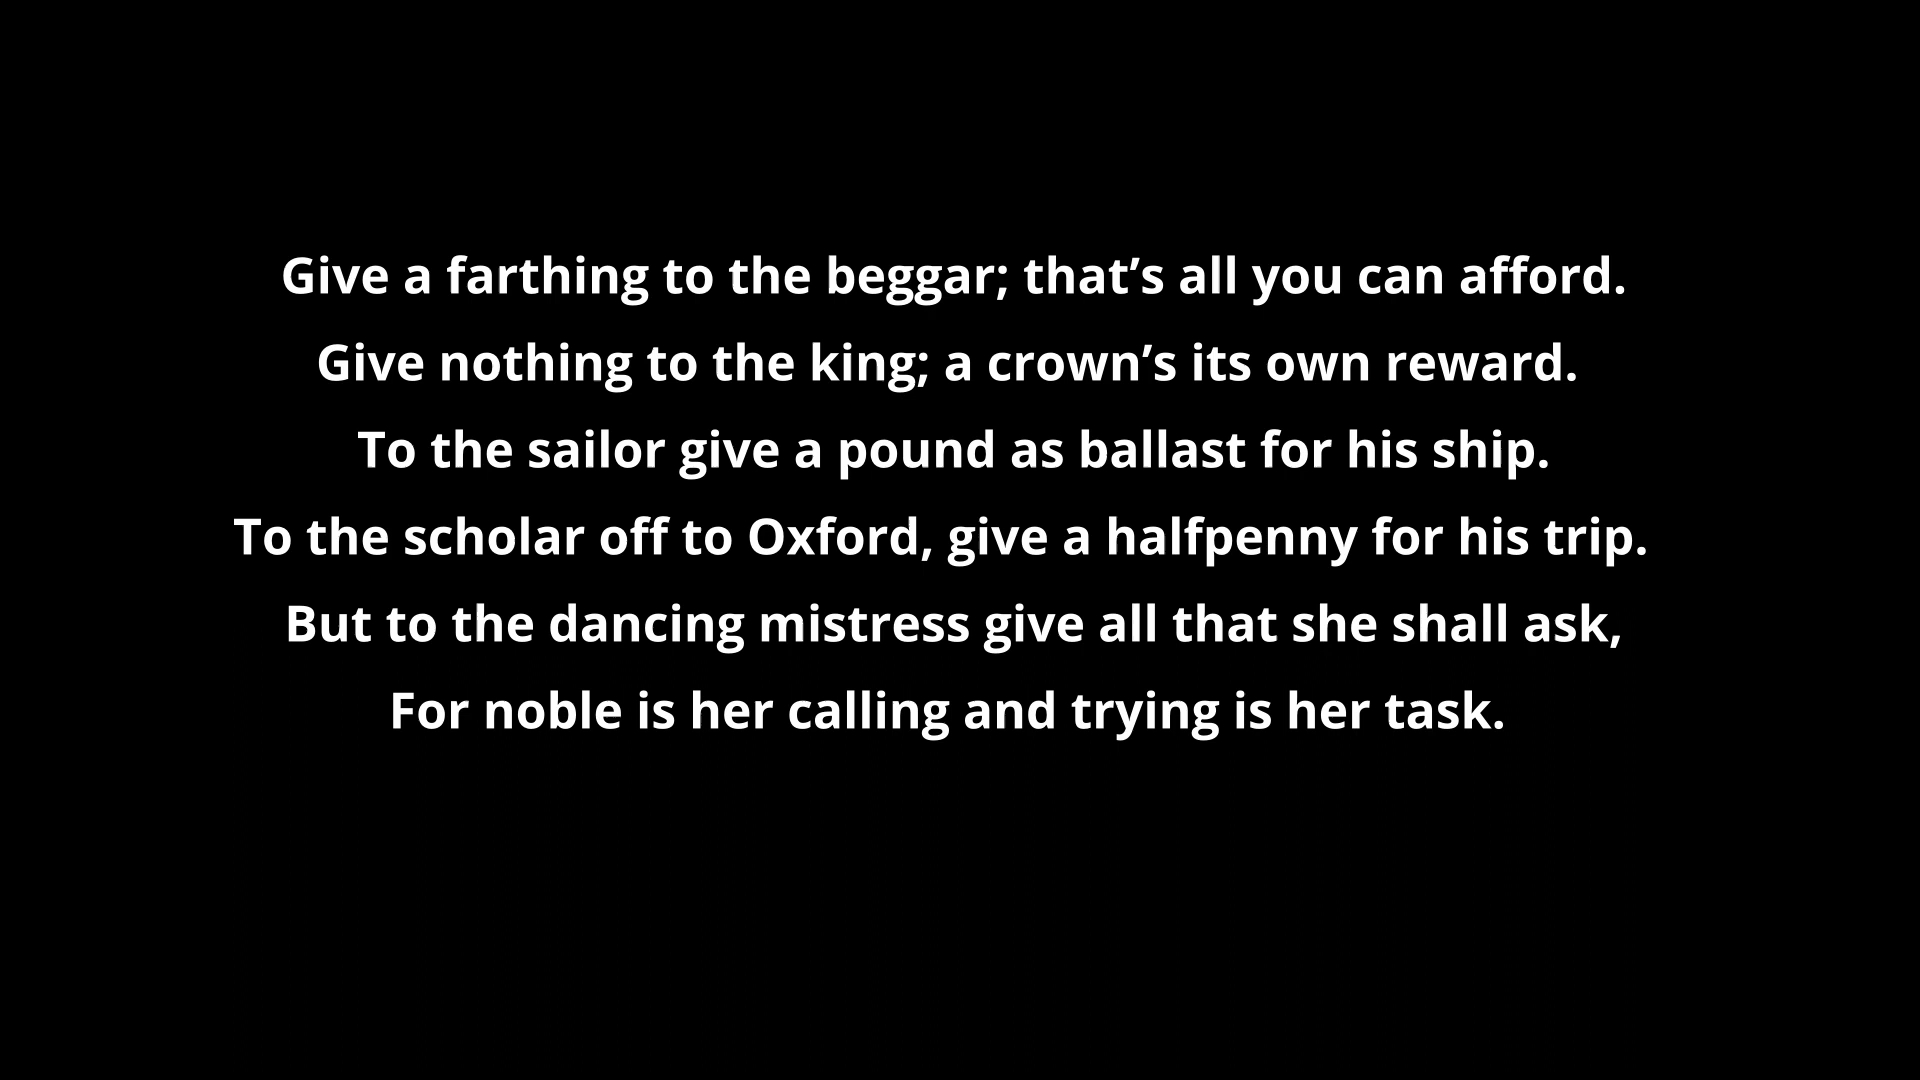 Give a farthing to the beggar; that’s all you can afford.
Give nothing to the king; a crown’s its own reward.
To the sailor give a pound as ballast for his ship.
To the scholar off to Oxford, give a halfpenny for his trip.
But to the dancing mistress give all that she shall ask,
For noble is her calling and trying is her task.